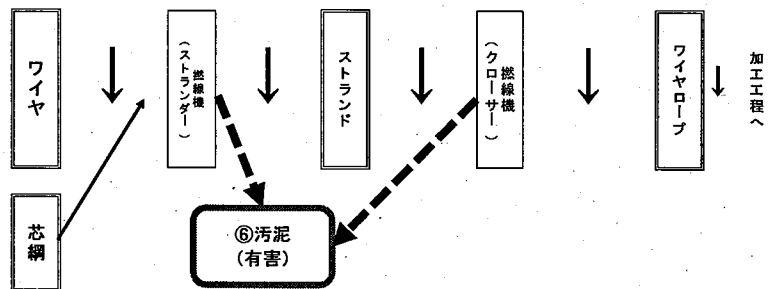 ワイヤ
撚線機
(ストランダー)
ストランド
撚線機
(クローサー)
ワイヤロープ
加工工程へ
芯綱
⑥汚泥
(有害)